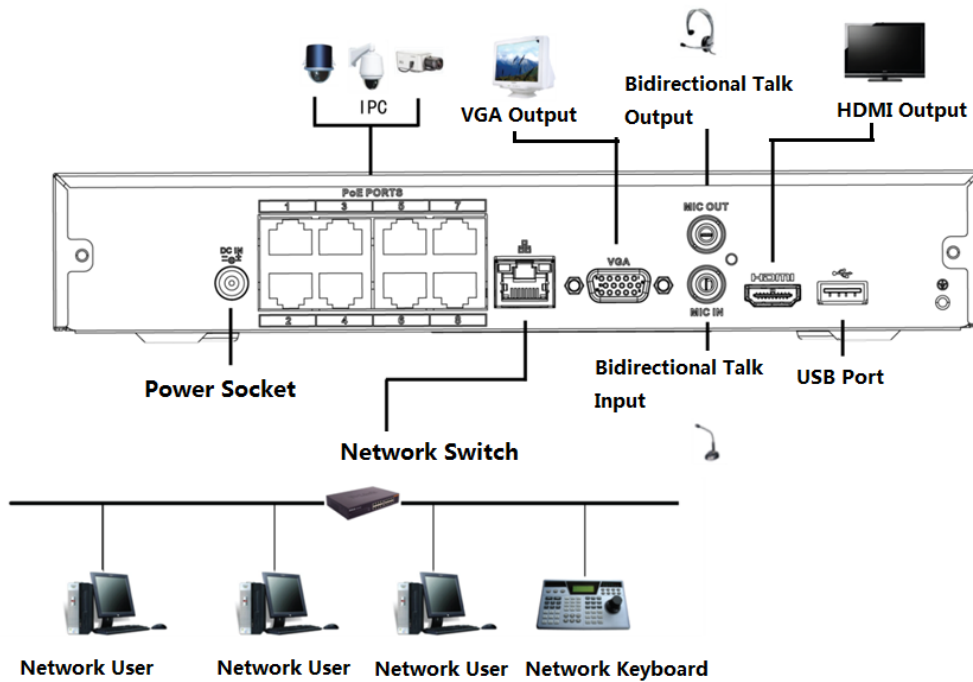 IPC
VGA Output
Bidirectional Talk
Output
HDMI Output
PoE PORTS
1 3 5 7
MIC OUT
DC IN
VGA
HDMI
2 4 6 8
MIC IN
Power Socket
Bidirectional Talk
Input
USB Port
Network Switch
Network User
Network User
Network User
Network Keyboard